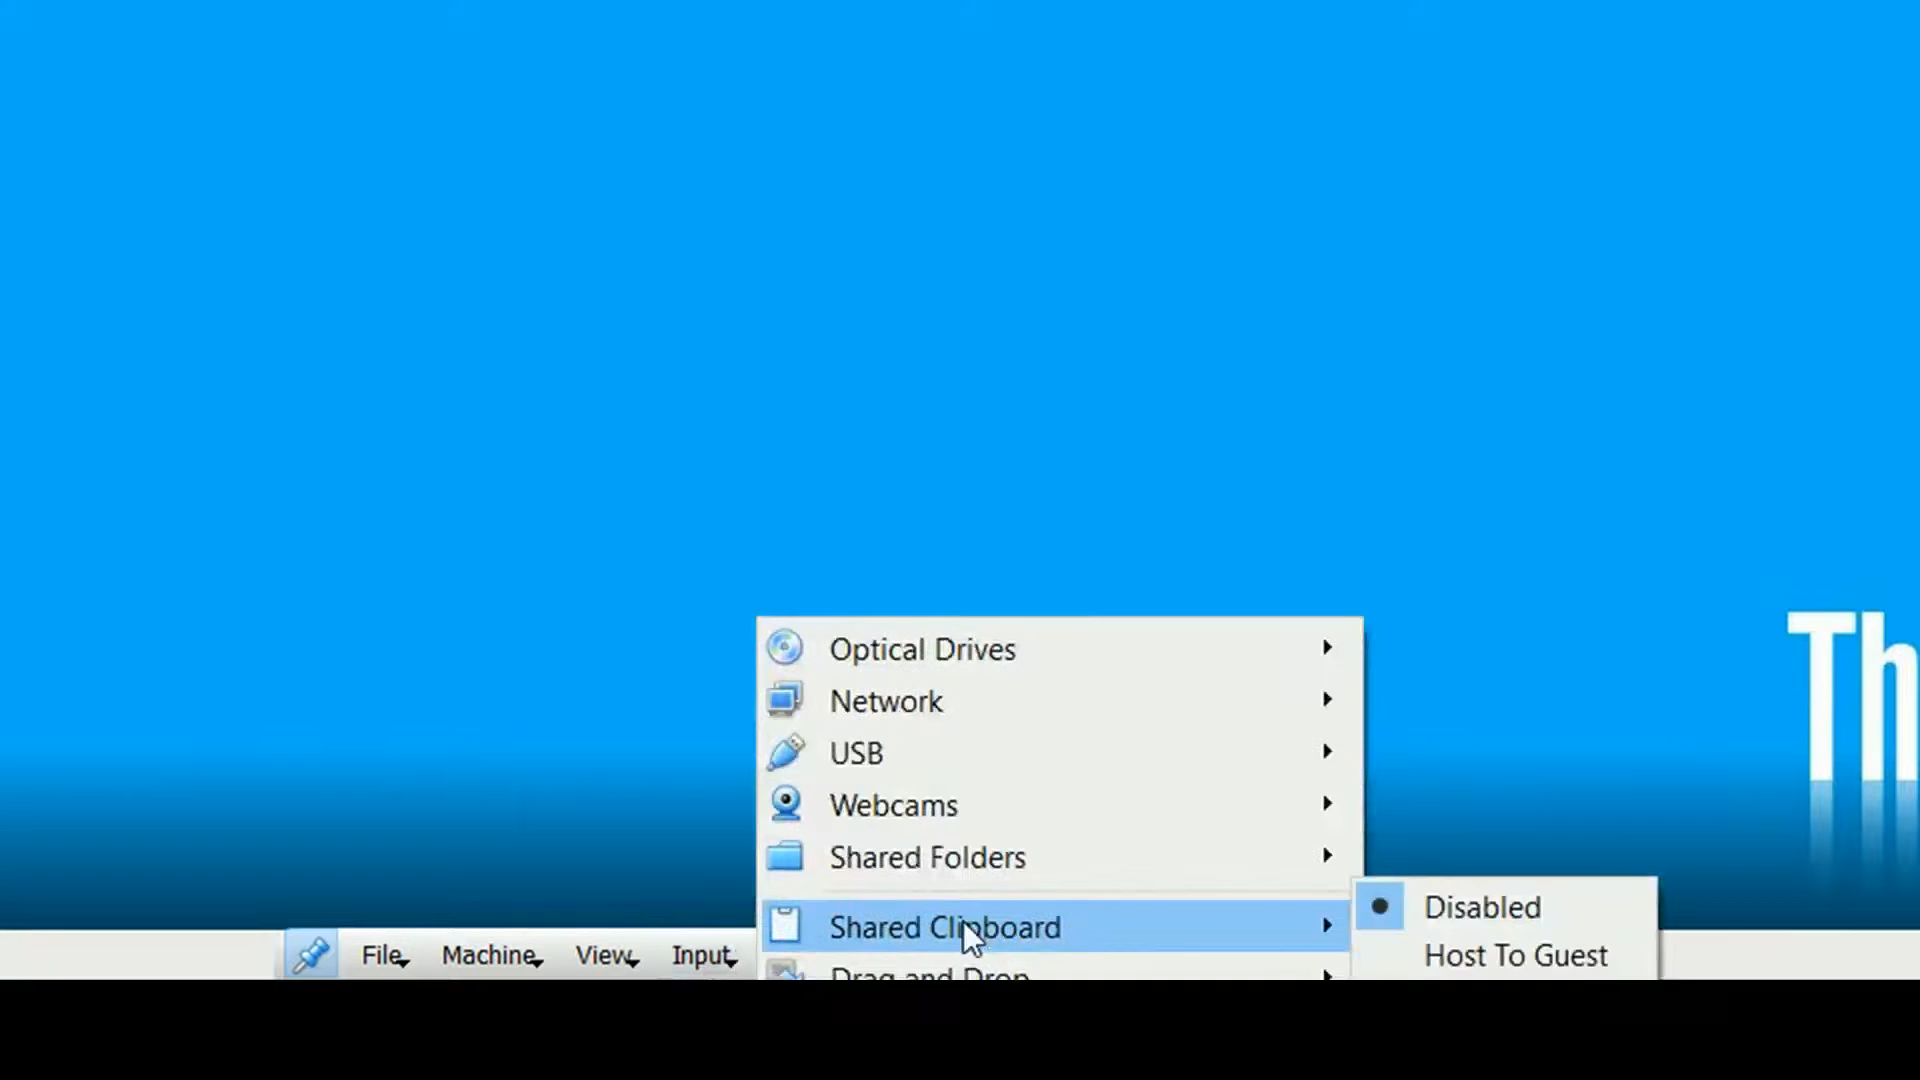 Optical Drives
Network
USB
Webcams
Shared Folders
Shared Clipboard
Drag and Drop
Disabled
Host To Guest
File
Machine
View
Input
Th